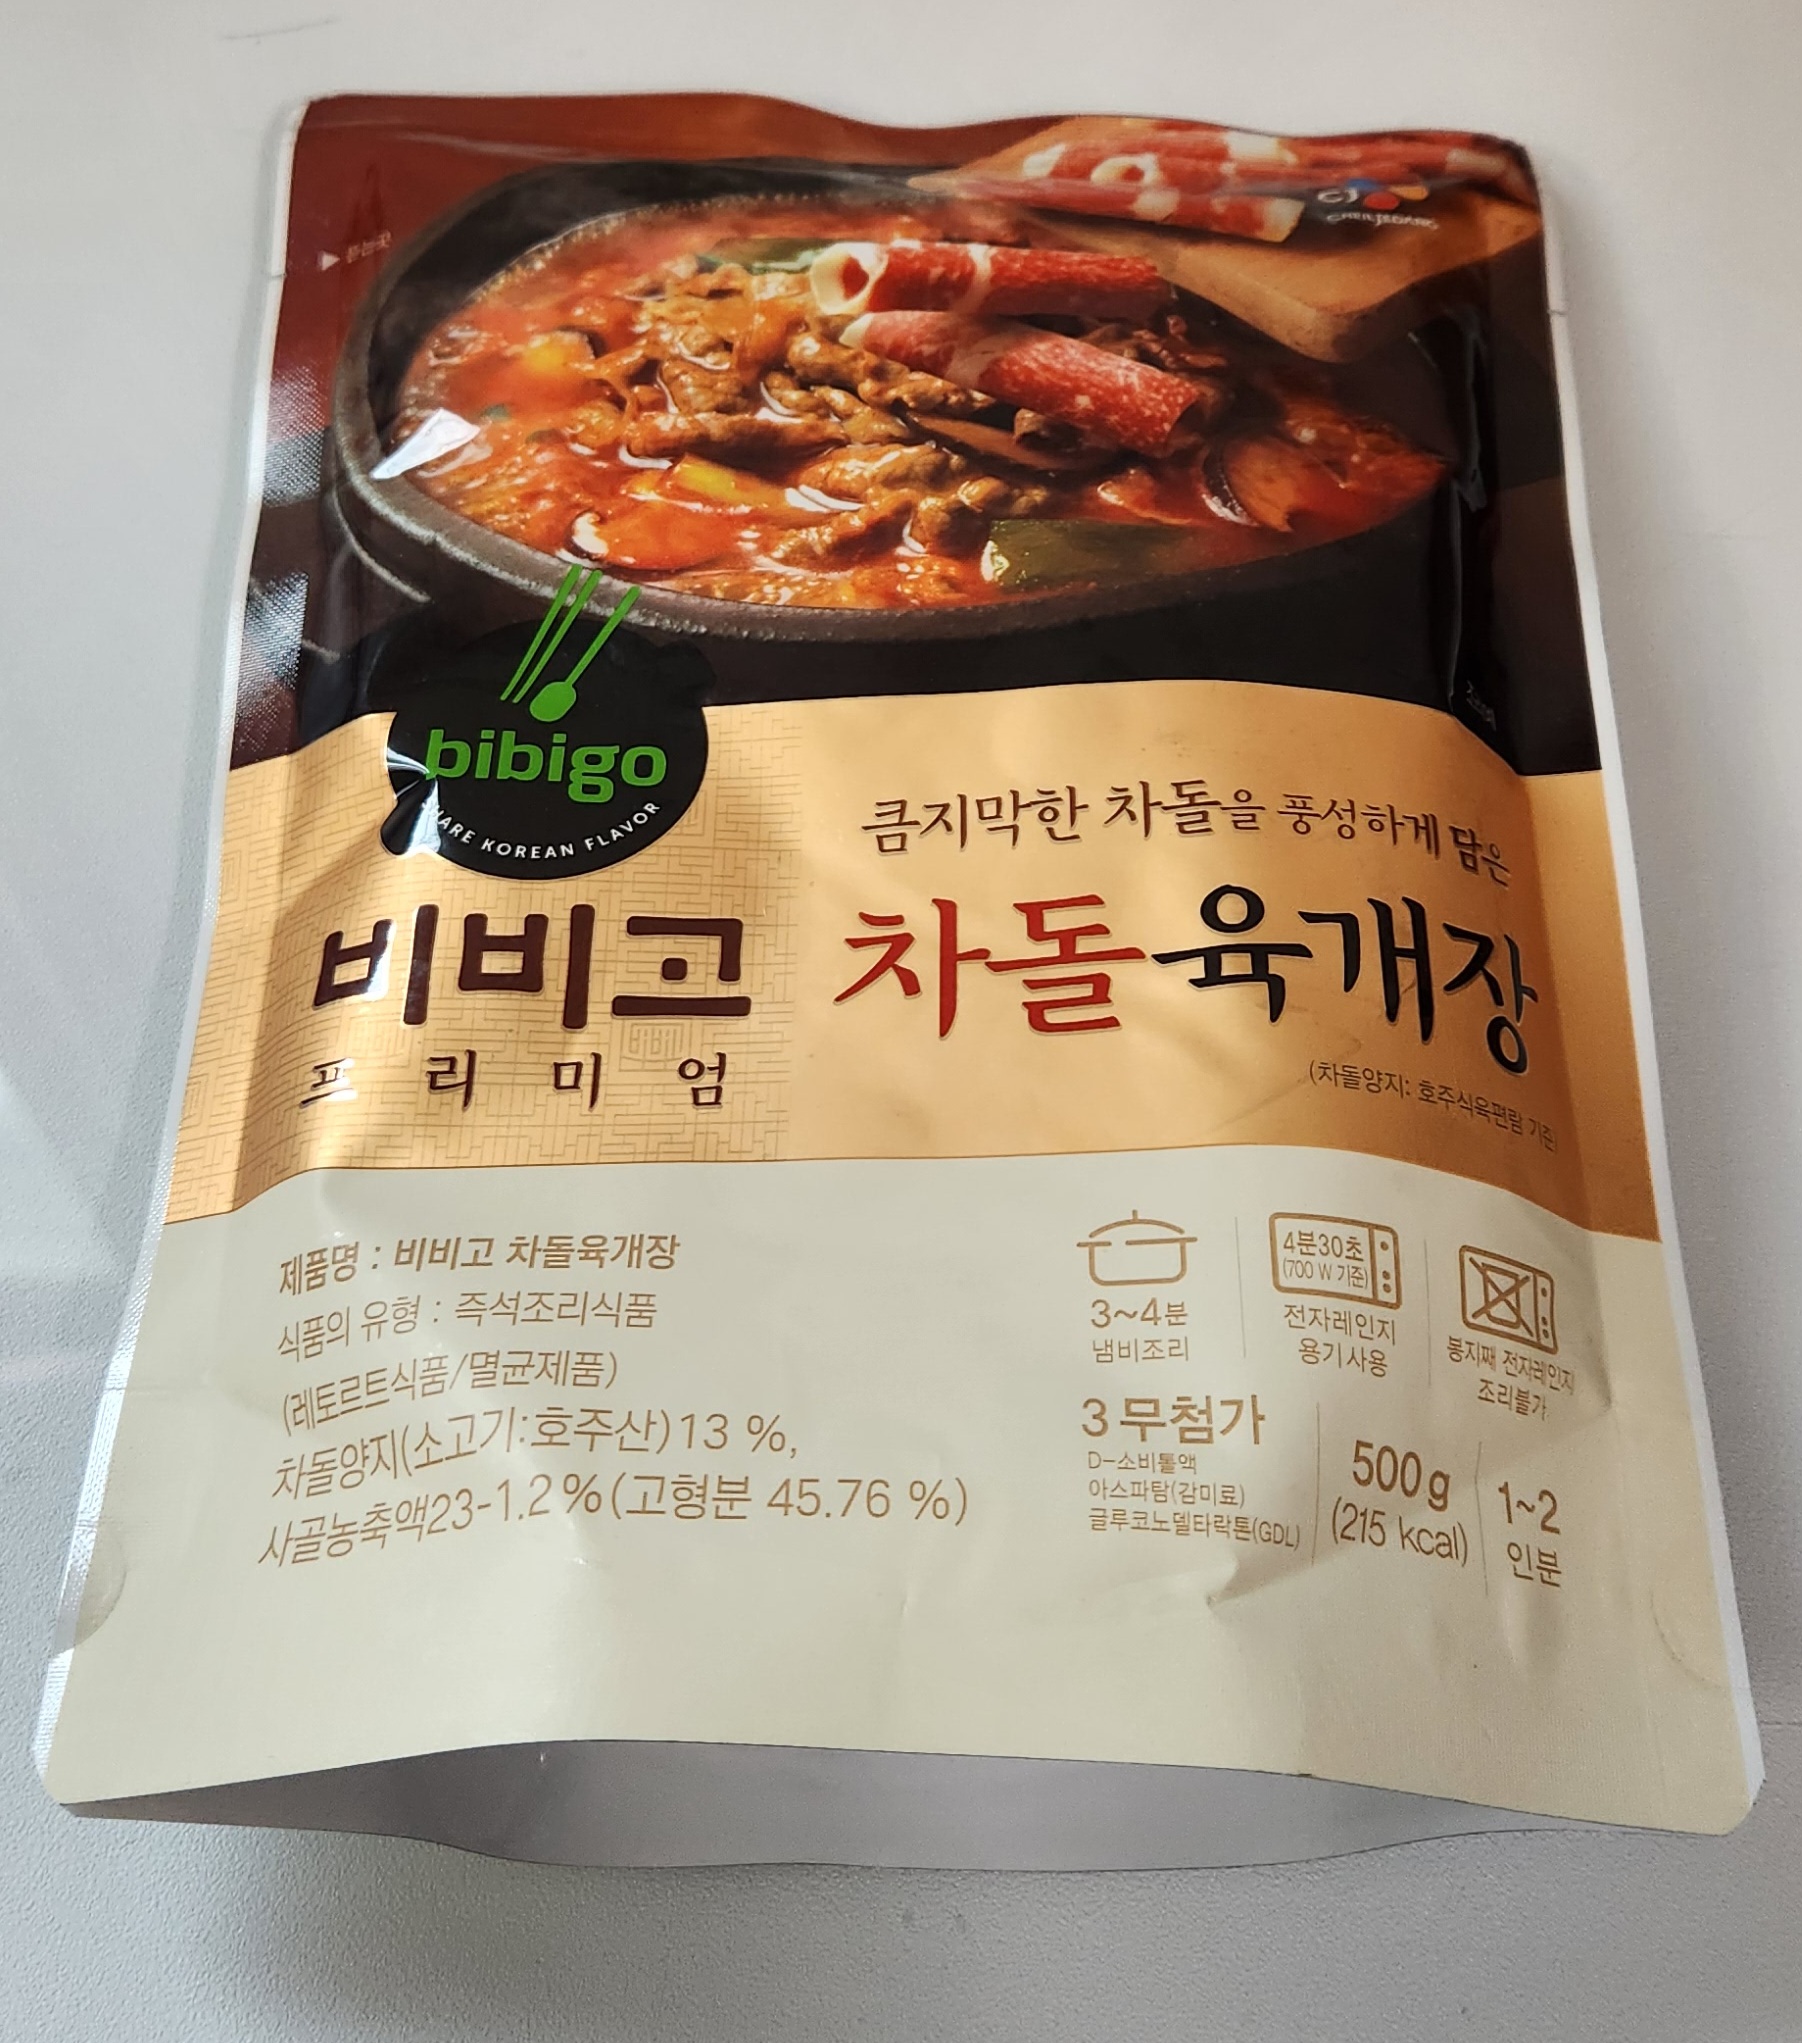 ▶ 뜯는곳
CJ
CHEILJEDANG
bibigo
SHARE KOREAN FLAVOR
비비고
프리미엄
큼지막한 차돌을 풍성하게 담은
차돌육개장
(차돌양지: 호주식육편람 기준)
제품명 : 비비고 차돌육개장
식품의 유형 : 즉석조리식품
(레토르트식품/멸균제품)
차돌양지(소고기:호주산)13 %,
사골농축액23-1.2%(고형분 45.76 %)
3~4분
냄비조리
4분30초
(700 W 기준)
전자레인지
용기사용
봉지째 전자레인지
조리불가
3무첨가
D-소비톨액
아스파탐(감미료)
글루코노델타락톤(GDL)
500g
(215 kcal)
1~2
인분